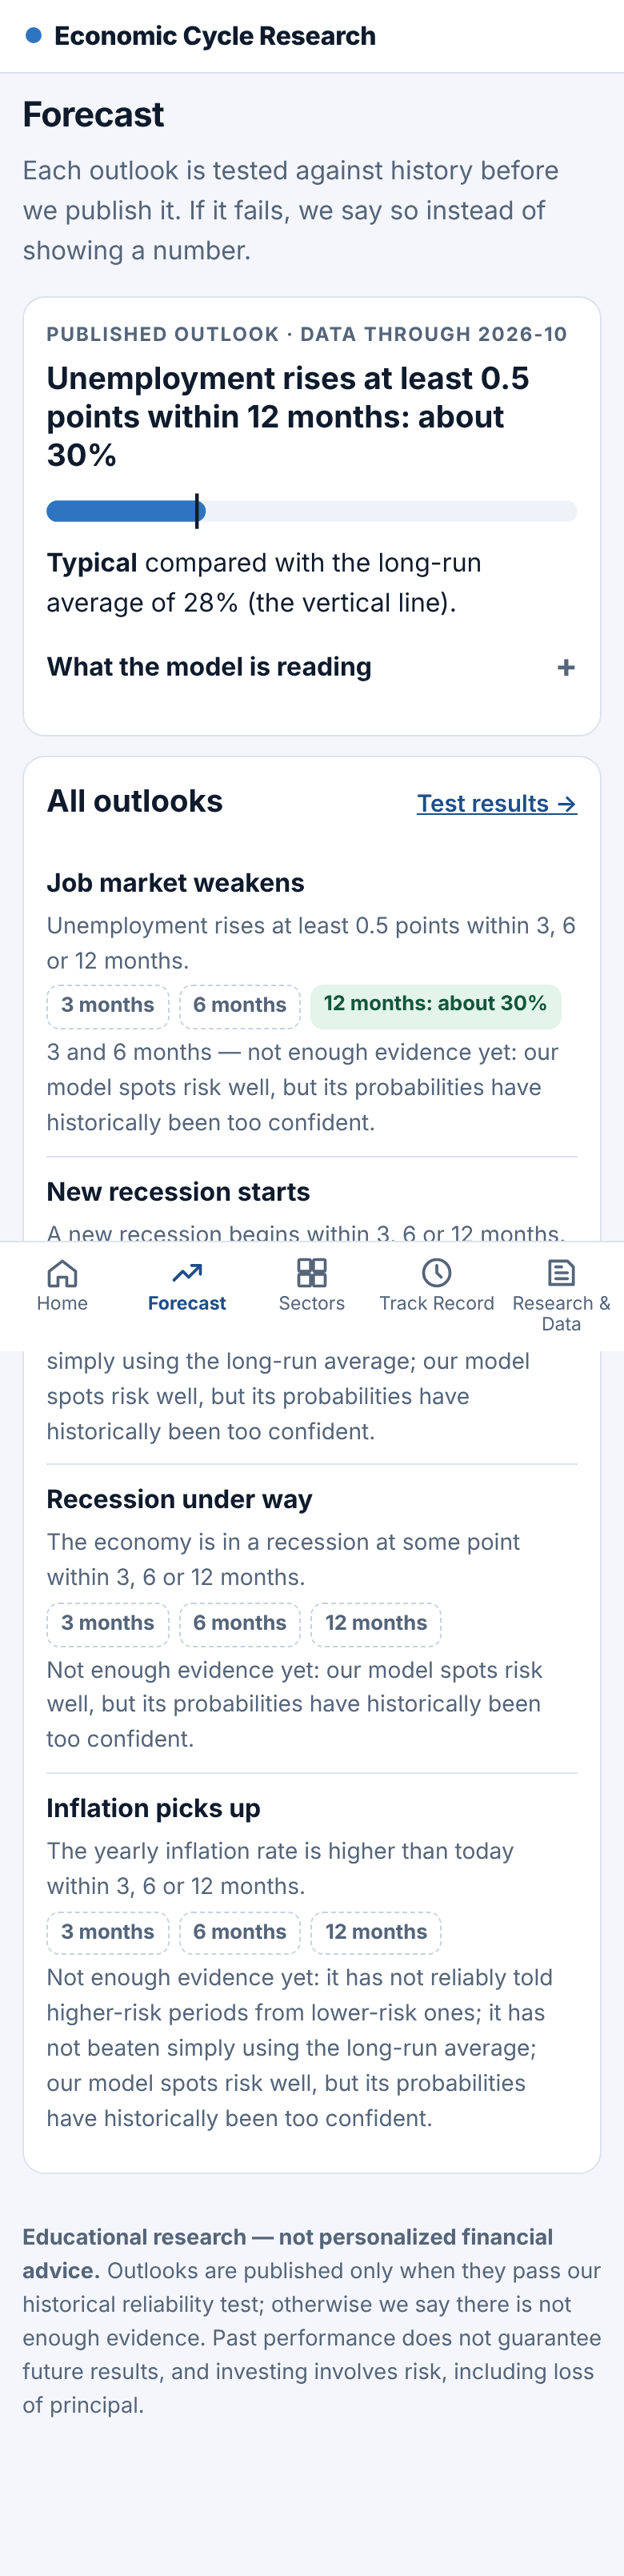 Economic Cycle Research
Forecast
Each outlook is tested against history before
we publish it. If it fails, we say so instead of
showing a number.
PUBLISHED OUTLOOK · DATA THROUGH 2026-10
Unemployment rises at least 0.5
points within 12 months: about
30%
Typical compared with the long-run
average of 28% (the vertical line).
What the model is reading +
All outlooks Test results →
Job market weakens
Unemployment rises at least 0.5 points within 3, 6
or 12 months.
3 months 6 months 12 months: about 30%
3 and 6 months — not enough evidence yet: our
model spots risk well, but its probabilities have
historically been too confident.
New recession starts
A new recession begins within 3, 6 or 12 months.
Home Forecast Sectors Track Record Research &
Data
simply using the long-run average; our model
spots risk well, but its probabilities have
historically been too confident.
Recession under way
The economy is in a recession at some point
within 3, 6 or 12 months.
3 months 6 months 12 months
Not enough evidence yet: our model spots risk
well, but its probabilities have historically been
too confident.
Inflation picks up
The yearly inflation rate is higher than today
within 3, 6 or 12 months.
3 months 6 months 12 months
Not enough evidence yet: it has not reliably told
higher-risk periods from lower-risk ones; it has
not beaten simply using the long-run average;
our model spots risk well, but its probabilities
have historically been too confident.
Educational research — not personalized financial
advice. Outlooks are published only when they pass our
historical reliability test; otherwise we say there is not
enough evidence. Past performance does not guarantee
future results, and investing involves risk, including loss
of principal.